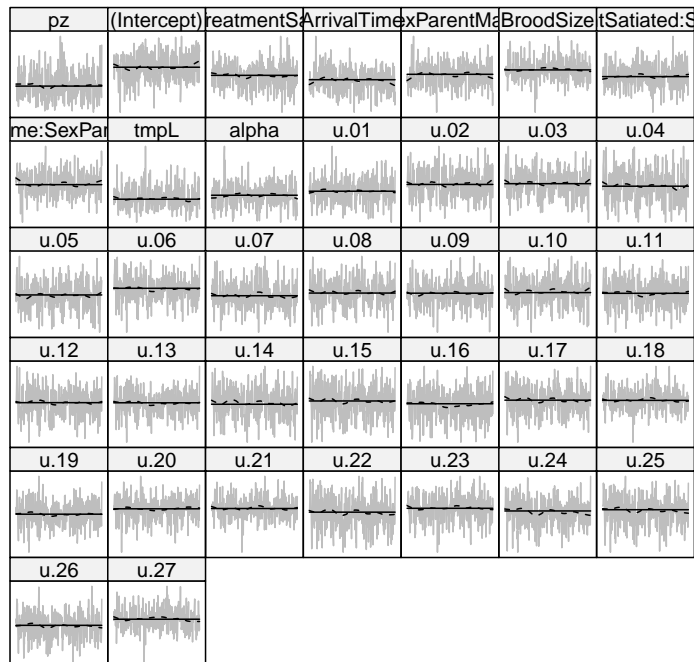 pz (Intercept) reatmentSa ArrivalTime exParentMa BroodSize tSatiated:S
me:SexPar tmpL alpha u.01 u.02 u.03 u.04
u.05 u.06 u.07 u.08 u.09 u.10 u.11
u.12 u.13 u.14 u.15 u.16 u.17 u.18
u.19 u.20 u.21 u.22 u.23 u.24 u.25
u.26 u.27